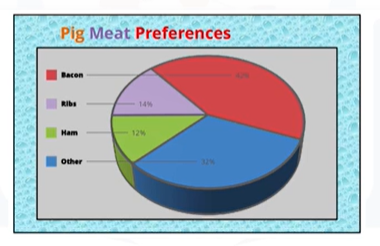 Pig Meat Preferences
Bacon 42%
Ribs 14%
Ham 12%
Other 32%